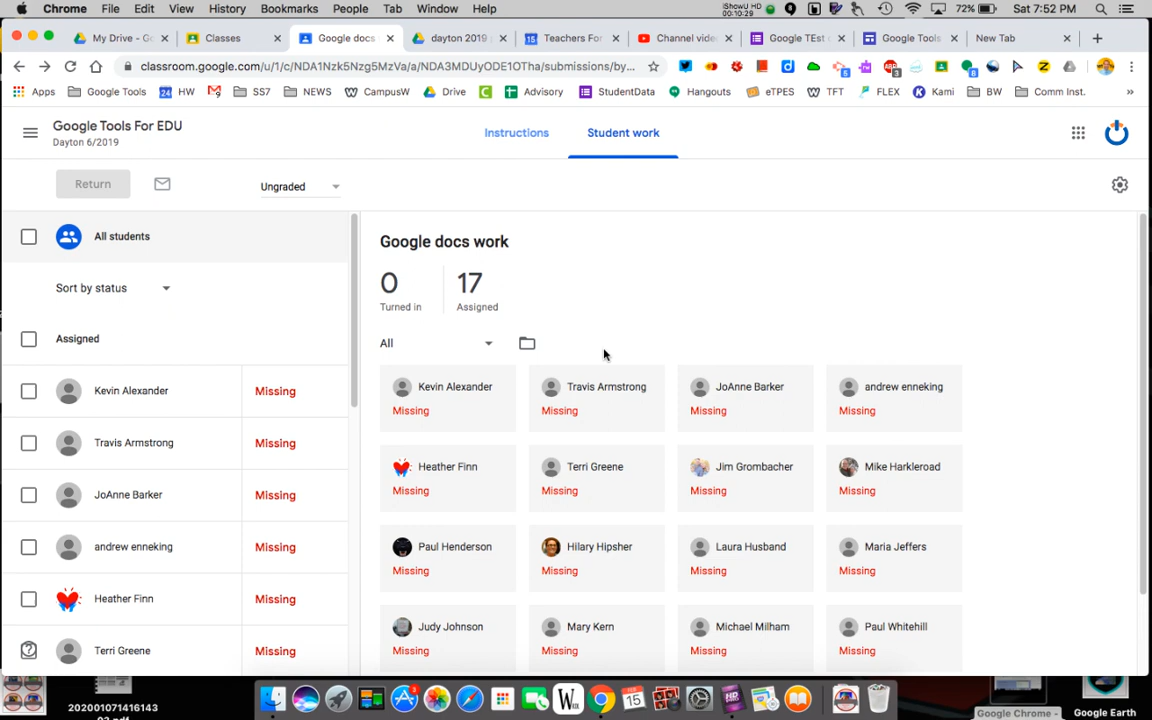 Chrome File Edit View History Bookmarks People Tab Window Help iShowU HD 00:10:29 72% Sat 7:52 PM
My Drive - Go Classes Google docs dayton 2019 Teachers For Channel vide Google TEst Google Tools New Tab
classroom.google.com/u/1/c/NDA1Nzk5Nzg5MzVa/a/NDA3MDUyODE1OTha/submissions/by...
Apps Google Tools HW SS7 NEWS CampusW Drive Advisory StudentData Hangouts eTPES TFT FLEX Kami BW Comm Inst. »
Google Tools For EDU
Dayton 6/2019
Instructions
Student work
Return
Ungraded
All students
Sort by status
Assigned
Kevin Alexander Missing
Travis Armstrong Missing
JoAnne Barker Missing
andrew enneking Missing
Heather Finn Missing
Terri Greene Missing
Google docs work
0 17
Turned in Assigned
All
Kevin Alexander Travis Armstrong JoAnne Barker andrew enneking
Missing Missing Missing Missing
Heather Finn Terri Greene Jim Grombacher Mike Harkleroad
Missing Missing Missing Missing
Paul Henderson Hilary Hipsher Laura Husband Maria Jeffers
Missing Missing Missing Missing
Judy Johnson Mary Kern Michael Milham Paul Whitehill
Missing Missing Missing Missing
202001071416143
Google Chrome - Google Earth